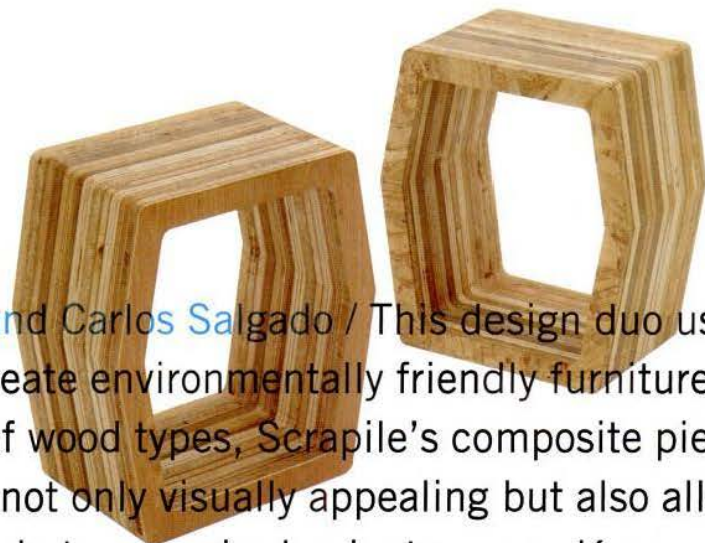 nd Carlos Salgado / This design duo us
eate environmentally friendly furniture
f wood types, Scrapile's composite pie
not only visually appealing but also all